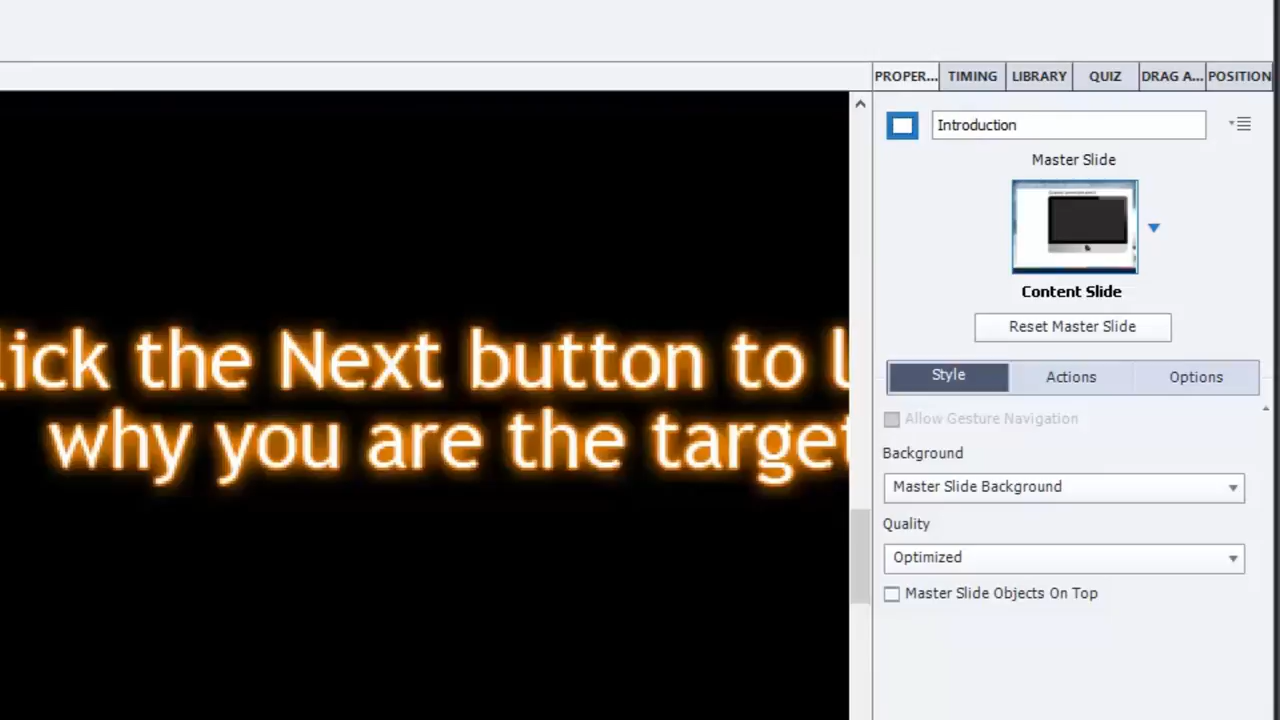 PROPER... TIMING LIBRARY QUIZ DRAG A... POSITION
Introduction
Master Slide
Content Slide
Reset Master Slide
Style Actions Options
Allow Gesture Navigation
Background
Master Slide Background
Quality
Optimized
Master Slide Objects On Top
lick the Next button to l
why you are the target